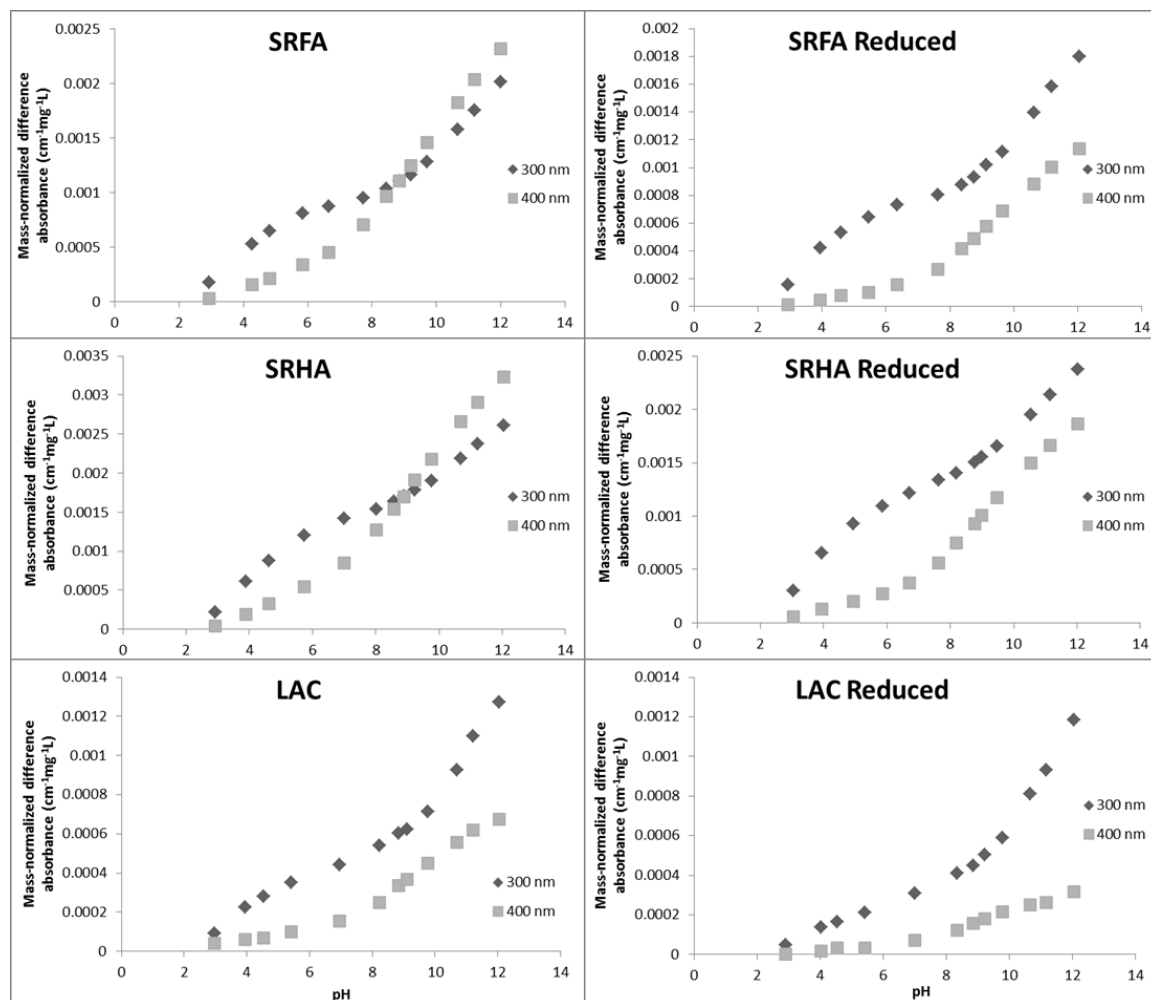 SRFA
Mass-normalized difference
absorbance (cm⁻¹mg⁻¹L)
0.0025
0.002
0.0015
0.001
0.0005
0
0 2 4 6 8 10 12 14
300 nm
400 nm
SRFA Reduced
Mass-normalized difference
absorbance (cm⁻¹mg⁻¹L)
0.002
0.0018
0.0016
0.0014
0.0012
0.001
0.0008
0.0006
0.0004
0.0002
0
0 2 4 6 8 10 12 14
300 nm
400 nm
SRHA
Mass-normalized difference
absorbance (cm⁻¹mg⁻¹L)
0.0035
0.003
0.0025
0.002
0.0015
0.001
0.0005
0
0 2 4 6 8 10 12 14
300 nm
400 nm
SRHA Reduced
Mass-normalized difference
absorbance (cm⁻¹mg⁻¹L)
0.0025
0.002
0.0015
0.001
0.0005
0
0 2 4 6 8 10 12 14
300 nm
400 nm
LAC
Mass-normalized difference
absorbance (cm⁻¹mg⁻¹L)
0.0014
0.0012
0.001
0.0008
0.0006
0.0004
0.0002
0
0 2 4 6 8 10 12 14
pH
300 nm
400 nm
LAC Reduced
Mass-normalized difference
absorbance (cm⁻¹mg⁻¹L)
0.0014
0.0012
0.001
0.0008
0.0006
0.0004
0.0002
0
0 2 4 6 8 10 12 14
pH
300 nm
400 nm